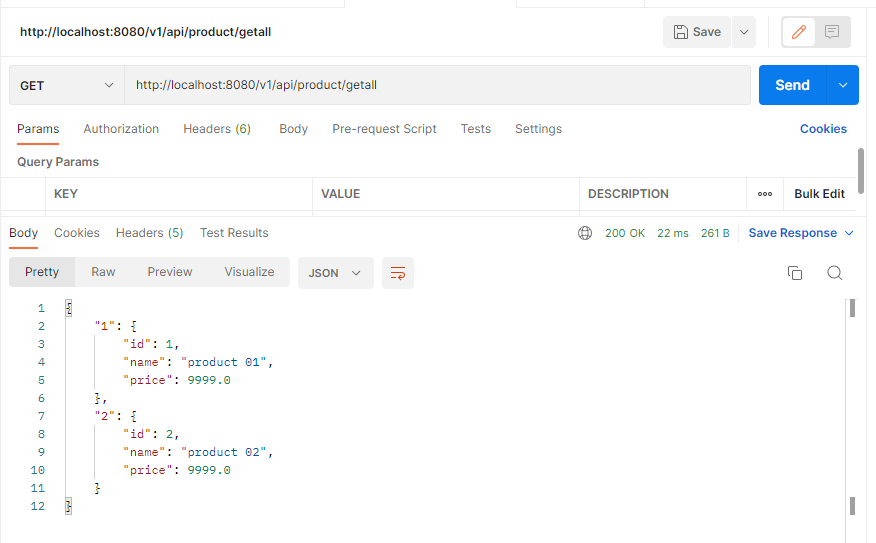 http://localhost:8080/v1/api/product/getall Save
GET http://localhost:8080/v1/api/product/getall Send
Params Authorization Headers (6) Body Pre-request Script Tests Settings Cookies
Query Params
KEY VALUE DESCRIPTION ooo Bulk Edit
Body Cookies Headers (5) Test Results 200 OK 22 ms 261 B Save Response
Pretty Raw Preview Visualize JSON
1 {
2 "1": {
3 "id": 1,
4 "name": "product 01",
5 "price": 9999.0
6 },
7 "2": {
8 "id": 2,
9 "name": "product 02",
10 "price": 9999.0
11 }
12 }